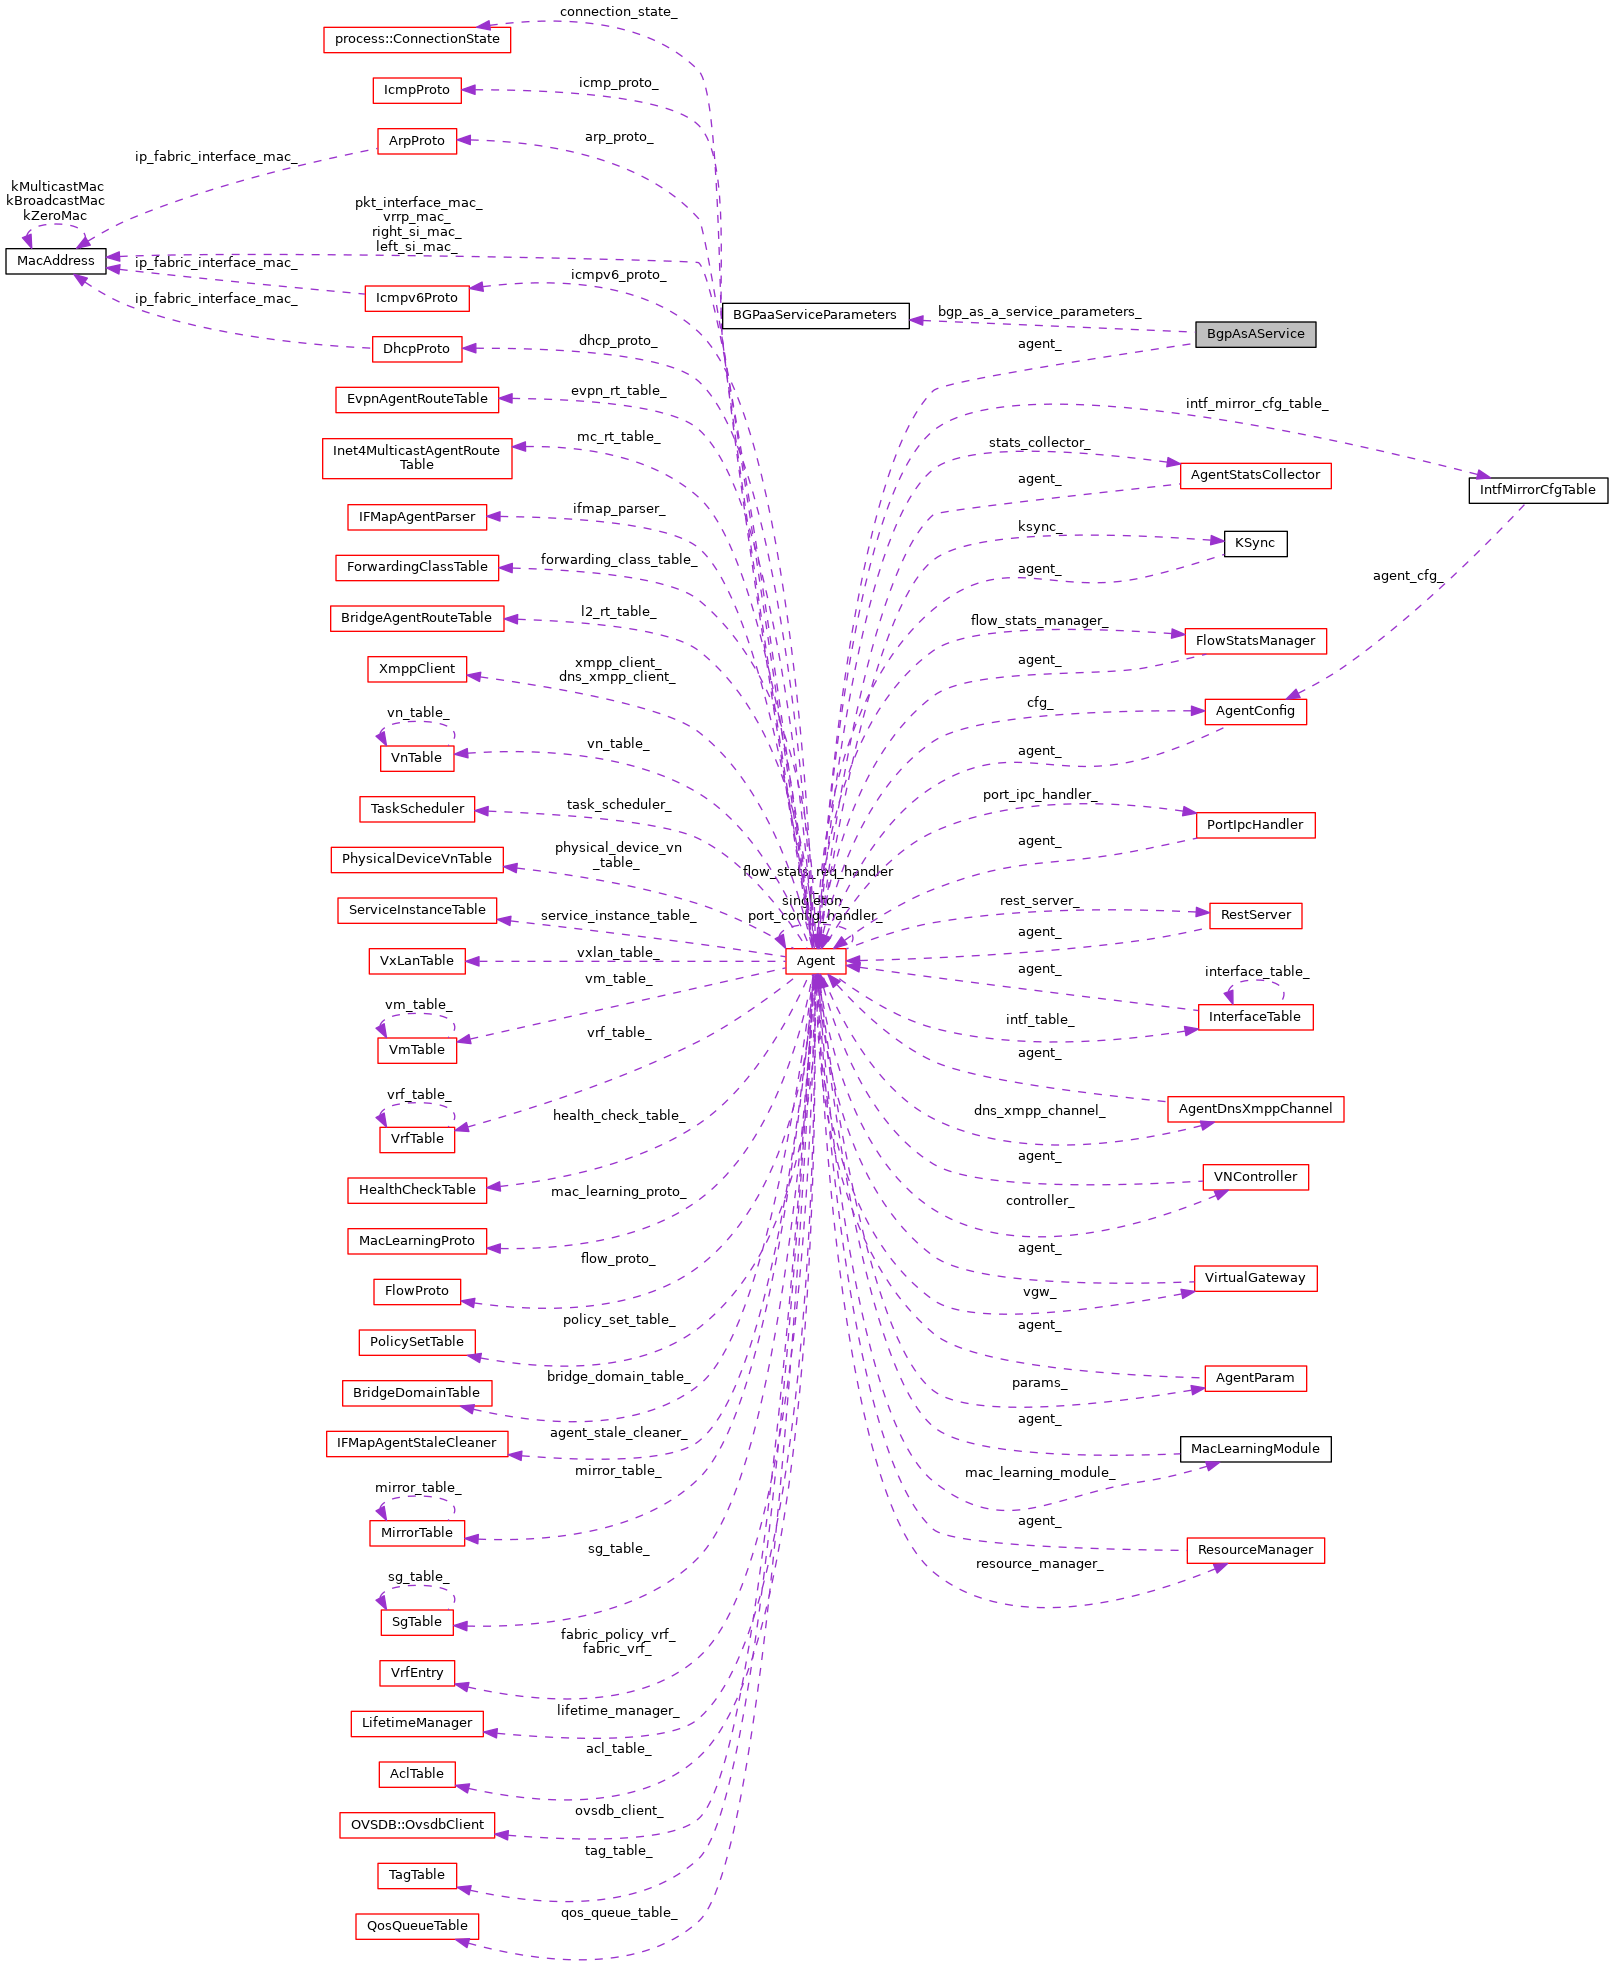 connection_state_
process::ConnectionState
icmp_proto_
IcmpProto
arp_proto_
ArpProto
ip_fabric_interface_mac_
kMulticastMac
kBroadcastMac
kZeroMac
MacAddress
pkt_interface_mac_
vrrp_mac_
right_si_mac_
left_si_mac_
ip_fabric_interface_mac_
icmpv6_proto_
Icmpv6Proto
ip_fabric_interface_mac_
dhcp_proto_
DhcpProto
BGPaaServiceParameters
bgp_as_a_service_parameters_
BgpAsAService
agent_
evpn_rt_table_
EvpnAgentRouteTable
mc_rt_table_
Inet4MulticastAgentRoute
Table
intf_mirror_cfg_table_
IntfMirrorCfgTable
stats_collector_
AgentStatsCollector
agent_
ifmap_parser_
IFMapAgentParser
ksync_
KSync
agent_
forwarding_class_table_
ForwardingClassTable
agent_cfg_
l2_rt_table_
BridgeAgentRouteTable
flow_stats_manager_
FlowStatsManager
agent_
xmpp_client_
dns_xmpp_client_
XmppClient
cfg_
AgentConfig
agent_
vn_table_
VnTable
vn_table_
task_scheduler_
TaskScheduler
port_ipc_handler_
PortIpcHandler
agent_
physical_device_vn
_table_
PhysicalDeviceVnTable
flow_stats_req_handler
_
singleton_
port_config_handler_
Agent
service_instance_table_
ServiceInstanceTable
rest_server_
RestServer
agent_
vxlan_table_
VxLanTable
agent_
interface_table_
InterfaceTable
intf_table_
vm_table_
vm_table_
VmTable
vrf_table_
vrf_table_
VrfTable
agent_
AgentDnsXmppChannel
dns_xmpp_channel_
health_check_table_
HealthCheckTable
agent_
VNController
controller_
mac_learning_proto_
MacLearningProto
flow_proto_
FlowProto
agent_
VirtualGateway
vgw_
policy_set_table_
PolicySetTable
agent_
AgentParam
params_
bridge_domain_table_
BridgeDomainTable
agent_stale_cleaner_
IFMapAgentStaleCleaner
agent_
MacLearningModule
mac_learning_module_
mirror_table_
mirror_table_
MirrorTable
agent_
ResourceManager
resource_manager_
sg_table_
sg_table_
SgTable
fabric_policy_vrf_
fabric_vrf_
VrfEntry
lifetime_manager_
LifetimeManager
acl_table_
AclTable
ovsdb_client_
OVSDB::OvsdbClient
tag_table_
TagTable
qos_queue_table_
QosQueueTable